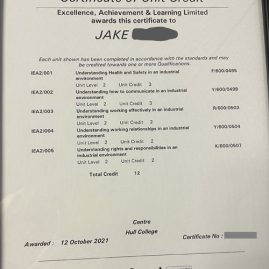 Certificate of Unit Credit
Excellence, Achievement & Learning Limited
awards this certificate to
JAKE
Each unit shown has been completed in accordance with the standards and may
be credited towards one or more Qualifications.
IEA2/001 Understanding Health and Safety in an industrial F/600/0495
environment
Unit Level 2 Unit Credit 3
IEA2/002 Understanding how to communicate in an industrial Y/600/0499
environment
Unit Level 2 Unit Credit 3
IEA2/003 Understanding working effectively in an industrial R/600/0503
environment
Unit Level 2 Unit Credit 2
IEA2/004 Understanding working relationships in an industrial Y/600/0504
environment
Unit Level 2 Unit Credit 2
IEA2/005 Understanding rights and responsibilities in an K/600/0507
industrial environment
Unit Level 2 Unit Credit 2
Total Credit 12
Centre
Hull College
Certificate No :
Awarded : 12 October 2021